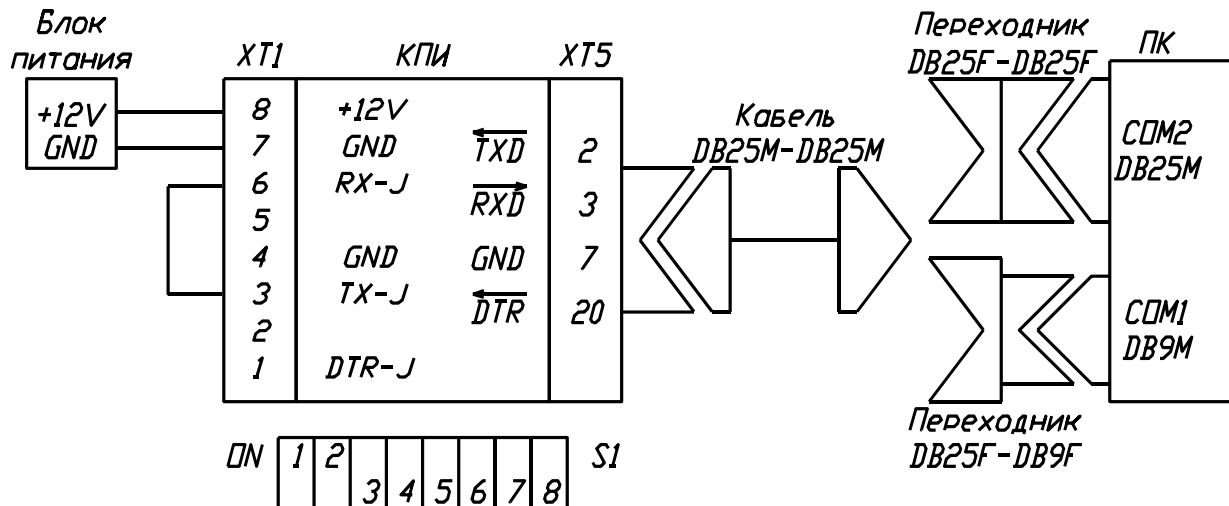 Блок
питания
+12V
GND
XT1
КПИ
XT5
8
+12V
7
GND
TXD
2
6
RX-J
RXD
3
5
4
GND
GND
7
3
TX-J
DTR
20
2
1
DTR-J
Кабель
DB25M-DB25M
Переходник
DB25F-DB25F
ПК
COM2
DB25M
COM1
DB9M
Переходник
DB25F-DB9F
ON
1
2
3
4
5
6
7
8
S1